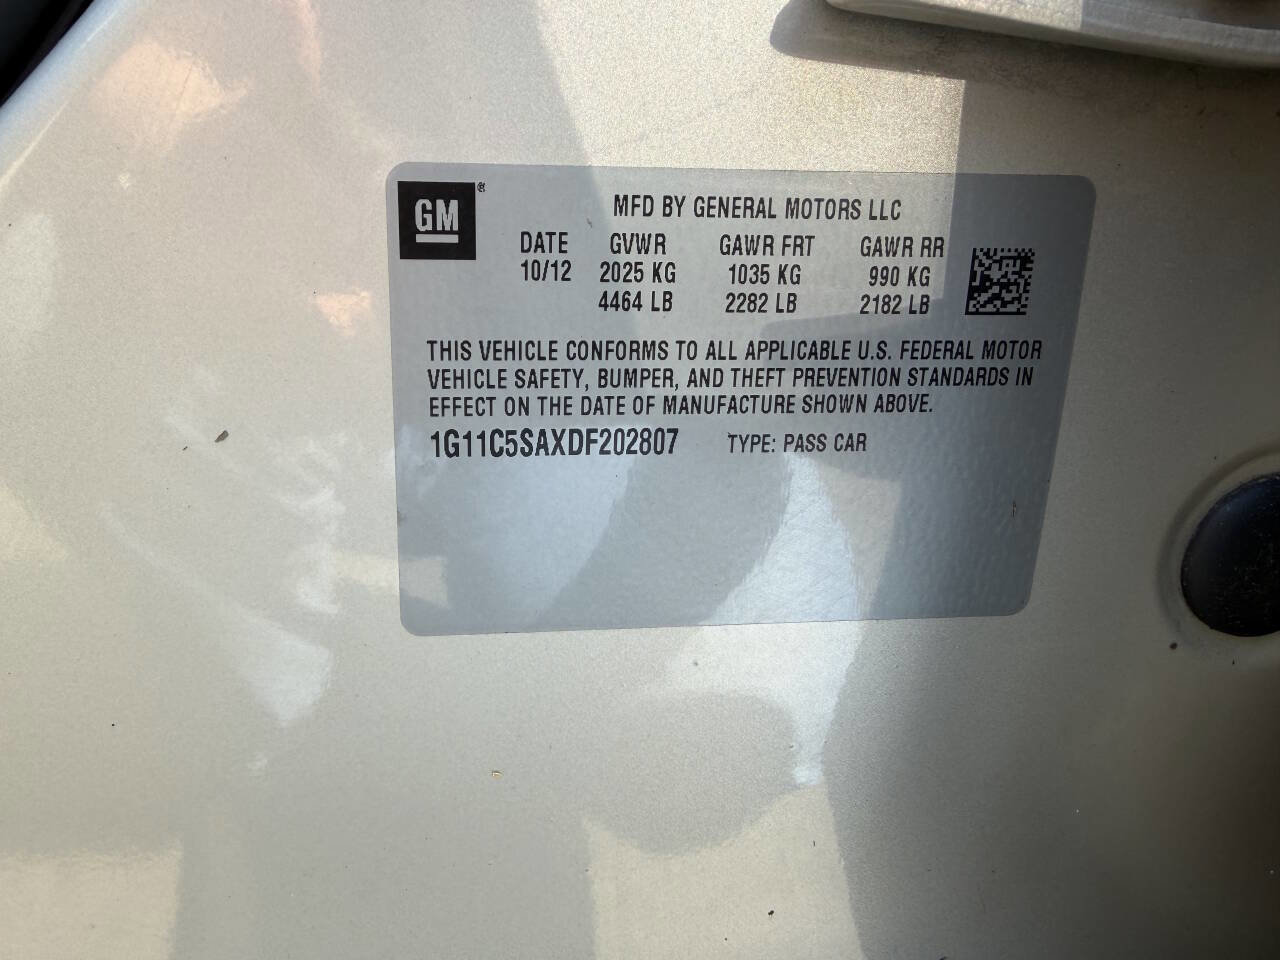 GM®
MFD BY GENERAL MOTORS LLC
DATE GVWR GAWR FRT GAWR RR
10/12 2025 KG 1035 KG 990 KG
4464 LB 2282 LB 2182 LB
THIS VEHICLE CONFORMS TO ALL APPLICABLE U.S. FEDERAL MOTOR
VEHICLE SAFETY, BUMPER, AND THEFT PREVENTION STANDARDS IN
EFFECT ON THE DATE OF MANUFACTURE SHOWN ABOVE.
1G11C5SAXDF202807 TYPE: PASS CAR